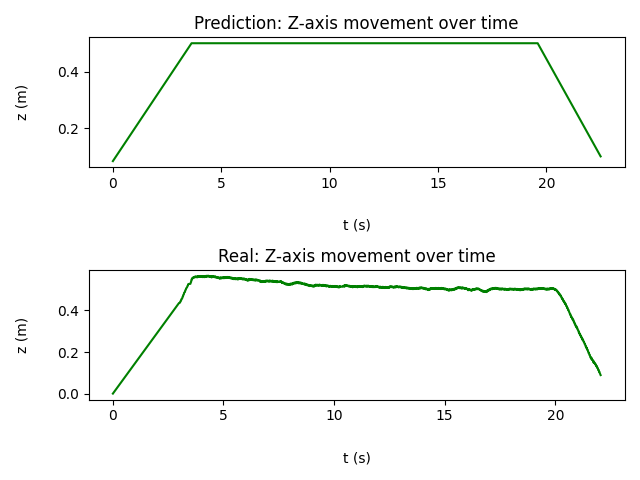 Prediction: Z-axis movement over time
0.4
0.2
z (m)
0 5 10 15 20
t (s)
Real: Z-axis movement over time
0.4
0.2
0.0
z (m)
0 5 10 15 20
t (s)